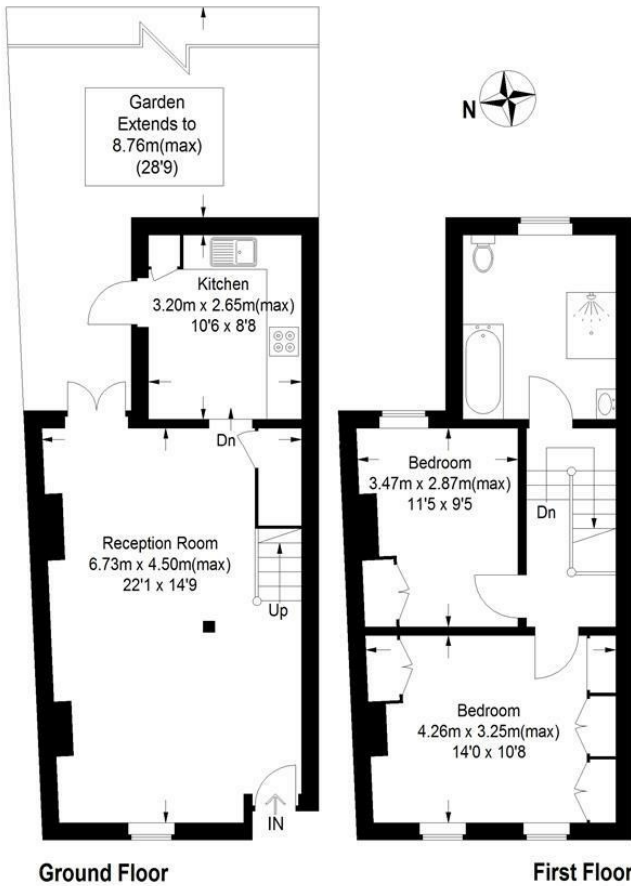 Garden
Extends to
8.76m(max)
(28'9)
N
Kitchen
3.20m x 2.65m(max)
10'6 x 8'8
Dn
Reception Room
6.73m x 4.50m(max)
22'1 x 14'9
Up
IN
Ground Floor
Bedroom
3.47m x 2.87m(max)
11'5 x 9'5
Dn
Bedroom
4.26m x 3.25m(max)
14'0 x 10'8
First Floor